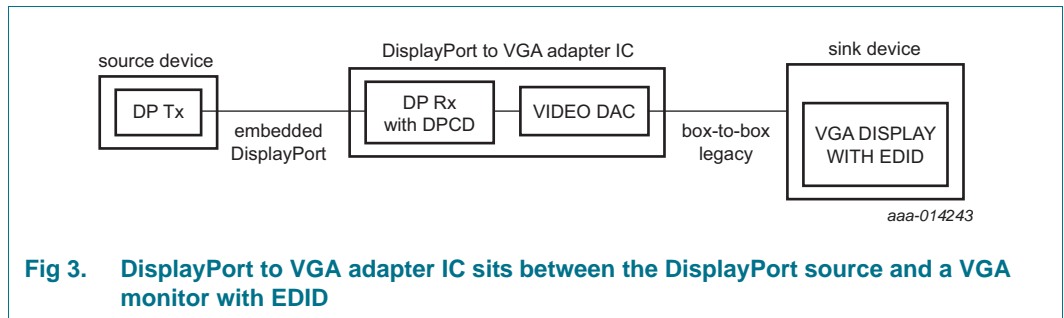 DisplayPort to VGA adapter IC
sink device
source device
DP Tx
DP Rx
with DPCD
VIDEO DAC
embedded
DisplayPort
box-to-box
legacy
VGA DISPLAY
WITH EDID
aaa-014243
Fig 3. DisplayPort to VGA adapter IC sits between the DisplayPort source and a VGA
monitor with EDID